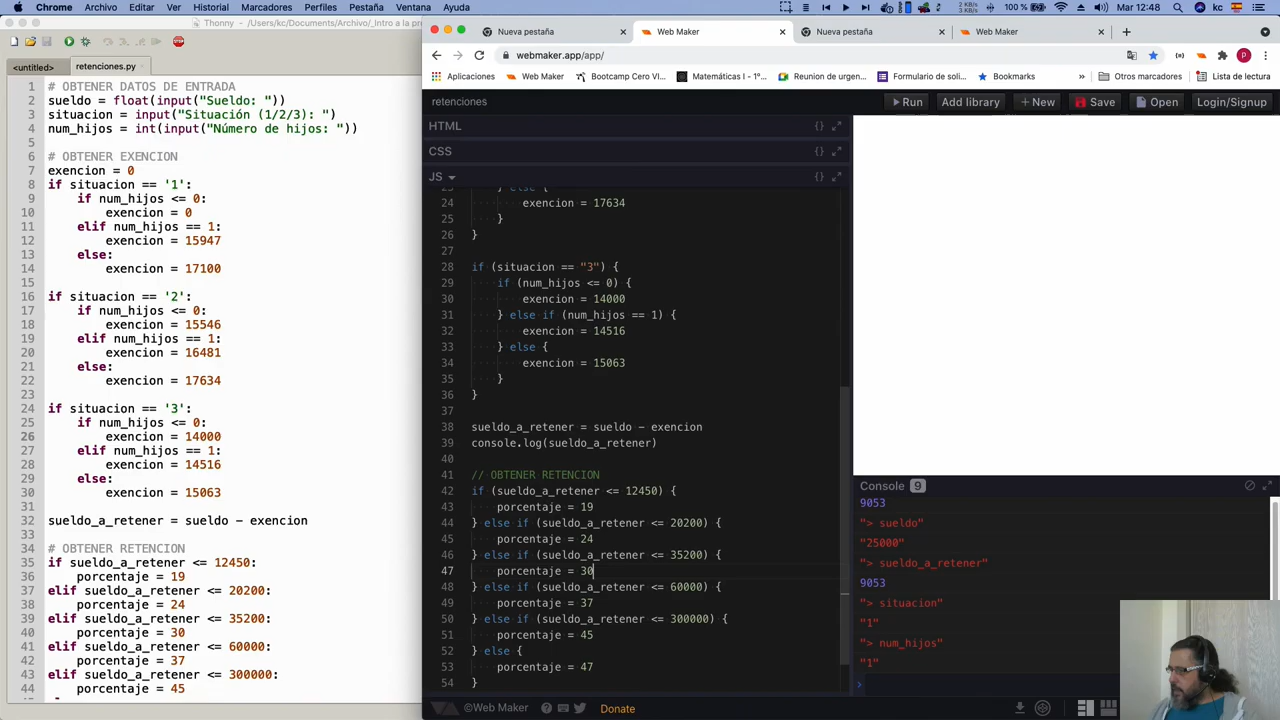 Chrome Archivo Editar Ver Historial Marcadores Perfiles Pestaña Ventana Ayuda
Mar 12:48 kc
Thonny - /Users/kc/Documents/Archivo/_Intro a la pr
<untitled> retenciones.py
1 # OBTENER DATOS DE ENTRADA
2 sueldo = float(input("Sueldo: "))
3 situacion = input("Situación (1/2/3): ")
4 num_hijos = int(input("Número de hijos: "))
5
6 # OBTENER EXENCION
7 exencion = 0
8 if situacion == '1':
9 if num_hijos <= 0:
10 exencion = 0
11 elif num_hijos == 1:
12 exencion = 15947
13 else:
14 exencion = 17100
15
16 if situacion == '2':
17 if num_hijos <= 0:
18 exencion = 15546
19 elif num_hijos == 1:
20 exencion = 16481
21 else:
22 exencion = 17634
23
24 if situacion == '3':
25 if num_hijos <= 0:
26 exencion = 14000
27 elif num_hijos == 1:
28 exencion = 14516
29 else:
30 exencion = 15063
31
32 sueldo_a_retener = sueldo - exencion
33
34 # OBTENER RETENCION
35 if sueldo_a_retener <= 12450:
36 porcentaje = 19
37 elif sueldo_a_retener <= 20200:
38 porcentaje = 24
39 elif sueldo_a_retener <= 35200:
40 porcentaje = 30
41 elif sueldo_a_retener <= 60000:
42 porcentaje = 37
43 elif sueldo_a_retener <= 300000:
44 porcentaje = 45
Nueva pestaña Web Maker Nueva pestaña Web Maker
webmaker.app/app/
Aplicaciones Web Maker Bootcamp Cero VI... Matemáticas I - 1º... Reunion de urgen... Formulario de soli... Bookmarks » Otros marcadores Lista de lectura
retenciones Run Add library + New Save Open Login/Signup
HTML {}
CSS {}
JS {}
23 } else {
24 exencion = 17634
25 }
26 }
27
28 if (situacion == "3") {
29 if (num_hijos <= 0) {
30 exencion = 14000
31 } else if (num_hijos == 1) {
32 exencion = 14516
33 } else {
34 exencion = 15063
35 }
36 }
37
38 sueldo_a_retener = sueldo - exencion
39 console.log(sueldo_a_retener)
40
41 // OBTENER RETENCION
42 if (sueldo_a_retener <= 12450) {
43 porcentaje = 19
44 } else if (sueldo_a_retener <= 20200) {
45 porcentaje = 24
46 } else if (sueldo_a_retener <= 35200) {
47 porcentaje = 30
48 } else if (sueldo_a_retener <= 60000) {
49 porcentaje = 37
50 } else if (sueldo_a_retener <= 300000) {
51 porcentaje = 45
52 } else {
53 porcentaje = 47
54 }
Console 9
9053
"> sueldo"
"25000"
"> sueldo_a_retener"
9053
"> situacion"
"1"
"> num_hijos"
"1"
>
©Web Maker Donate